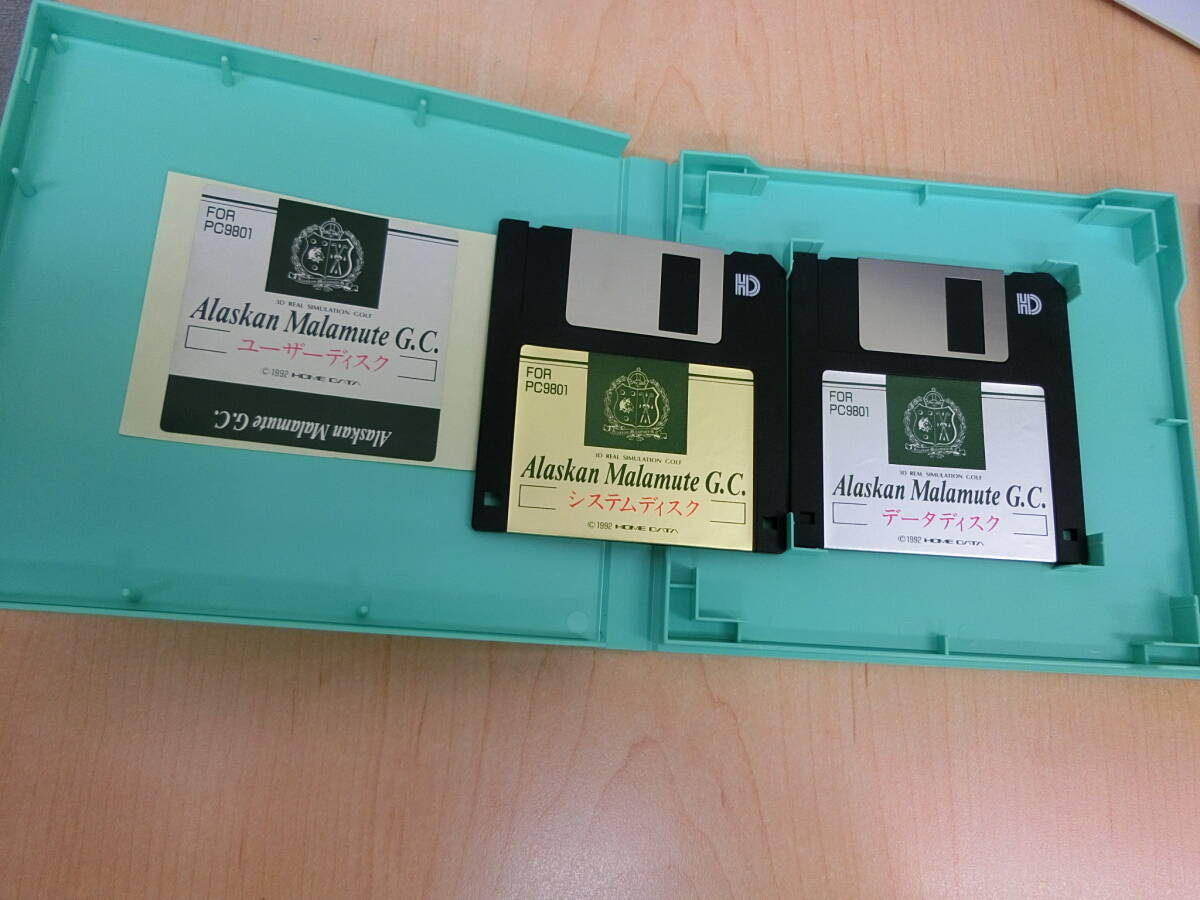 FOR
PC9801
3D REAL SIMULATION GOLF
Alaskan Malamute G.C.
ユーザーディスク
©1992 HOME DATA
Alaskan Malamute G.C.
HD
FOR
PC9801
3D REAL SIMULATION GOLF
Alaskan Malamute G.C.
システムディスク
©1992 HOME DATA
HD
FOR
PC9801
3D REAL SIMULATION GOLF
Alaskan Malamute G.C.
データディスク
©1992 HOME DATA